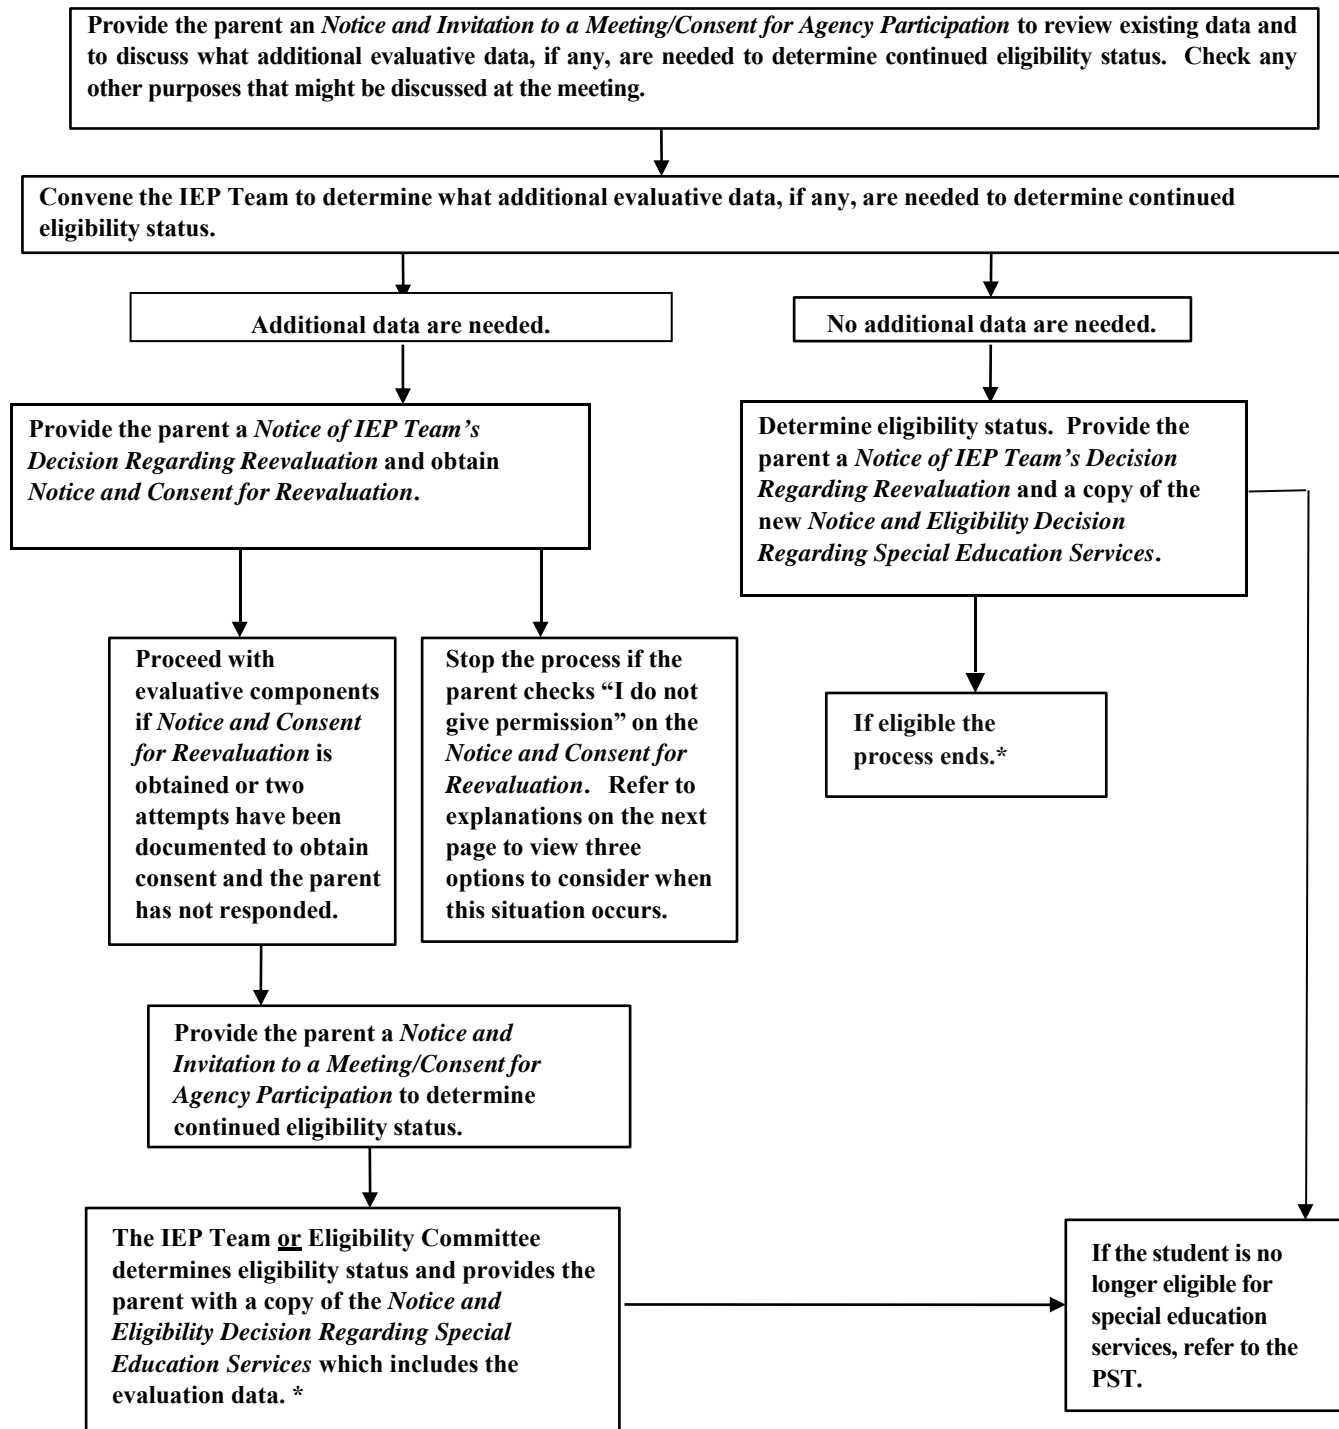 Provide the parent an Notice and Invitation to a Meeting/Consent for Agency Participation to review existing data and
to discuss what additional evaluative data, if any, are needed to determine continued eligibility status. Check any
other purposes that might be discussed at the meeting.
Convene the IEP Team to determine what additional evaluative data, if any, are needed to determine continued
eligibility status.
Additional data are needed.
No additional data are needed.
Provide the parent a Notice of IEP Team’s
Decision Regarding Reevaluation and obtain
Notice and Consent for Reevaluation.
Determine eligibility status. Provide the
parent a Notice of IEP Team’s Decision
Regarding Reevaluation and a copy of the
new Notice and Eligibility Decision
Regarding Special Education Services.
Proceed with
evaluative components
if Notice and Consent
for Reevaluation is
obtained or two
attempts have been
documented to obtain
consent and the parent
has not responded.
Stop the process if the
parent checks “I do not
give permission” on the
Notice and Consent for
Reevaluation. Refer to
explanations on the next
page to view three
options to consider when
this situation occurs.
If eligible the
process ends.*
Provide the parent a Notice and
Invitation to a Meeting/Consent for
Agency Participation to determine
continued eligibility status.
The IEP Team or Eligibility Committee
determines eligibility status and provides the
parent with a copy of the Notice and
Eligibility Decision Regarding Special
Education Services which includes the
evaluation data. *
If the student is no
longer eligible for
special education
services, refer to the
PST.